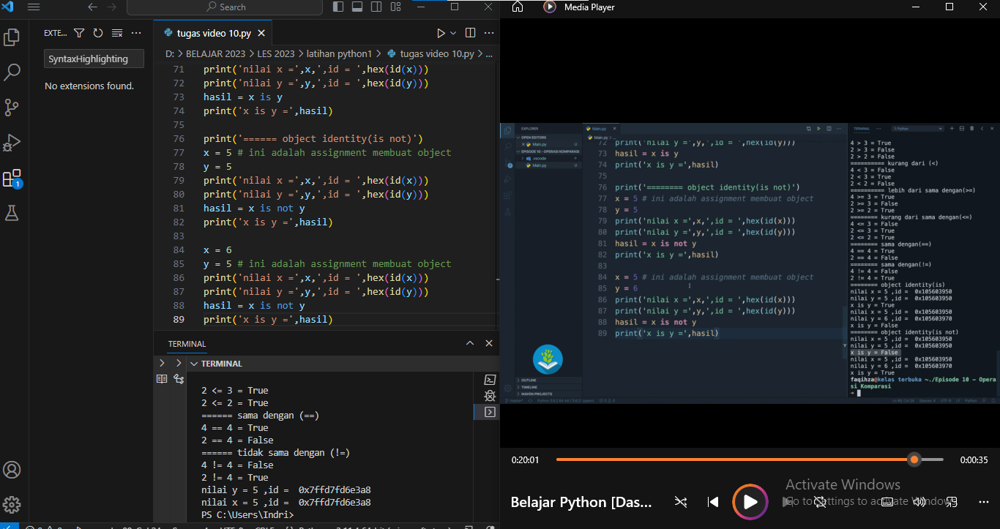 Search
Media Player
EXTE...
tugas video 10.py
SyntaxHighlighting
No extensions found.
D: > BELAJAR 2023 > LES 2023 > latihan python1 > tugas video 10.py > ...
71 print('nilai x =',x,',id = ',hex(id(x)))
72 print('nilai y =',y,',id = ',hex(id(y)))
73 hasil = x is y
74 print('x is y =',hasil)
75
76 print('====== object identity(is not)')
77 x = 5 # ini adalah assignment membuat object
78 y = 5
79 print('nilai x =',x,',id = ',hex(id(x)))
80 print('nilai y =',y,',id = ',hex(id(y)))
81 hasil = x is not y
82 print('x is y =',hasil)
83
84 x = 6
85 y = 5 # ini adalah assignment membuat object
86 print('nilai x =',x,',id = ',hex(id(x)))
87 print('nilai y =',y,',id = ',hex(id(y)))
88 hasil = x is not y
89 print('x is y =',hasil)
1
TERMINAL
TERMINAL
2 <= 3 = True
2 <= 2 = True
====== sama dengan (==)
4 == 4 = True
2 == 4 = False
====== tidak sama dengan (!=)
4 != 4 = False
2 != 4 = True
nilai y = 5 ,id =  0x7ffd7fd6e3a8
nilai x = 5 ,id =  0x7ffd7fd6e3a8
PS C:\Users\Indri>
EXPLORER
OPEN EDITORS
Main.py U
EPISODE 10 - OPERASI KOMPARASI
.vscode
Main.py U
OUTLINE
TIMELINE
MAVEN PROJECTS
Main.py
Main.py > ...
72 print('nilai y =',y,',id = ',hex(id(y)))
73 hasil = x is y
74 print('x is y =',hasil)
75
76 print('======== object identity(is not)')
77 x = 5 # ini adalah assignment membuat object
78 y = 5
79 print('nilai x =',x,',id = ',hex(id(x)))
80 print('nilai y =',y,',id = ',hex(id(y)))
81 hasil = x is not y
82 print('x is y =',hasil)
83
84 x = 5 # ini adalah assignment membuat object
85 y = 6
86 print('nilai x =',x,',id = ',hex(id(x)))
87 print('nilai y =',y,',id = ',hex(id(y)))
88 hasil = x is not y
89 print('x is y =',hasil)
TERMINAL ... 1: Python
4 > 3 = True
2 > 3 = False
2 > 2 = False
========== kurang dari (<)
4 < 3 = False
2 < 3 = True
2 < 2 = False
========== lebih dari sama dengan(>=)
4 >= 3 = True
2 >= 3 = False
2 >= 2 = True
======== kurang dari sama dengan(<=)
4 <= 3 = False
2 <= 3 = True
2 <= 2 = True
======== sama dengan(==)
4 == 4 = True
2 == 4 = False
======== sama dengan(!=)
4 != 4 = False
2 != 4 = True
======== object identity(is)
nilai x = 5 ,id =  0x105603950
nilai y = 5 ,id =  0x105603950
x is y = True
nilai x = 5 ,id =  0x105603950
nilai y = 6 ,id =  0x105603970
x is y = False
======== object identity(is not)
nilai x = 5 ,id =  0x105603950
nilai y = 5 ,id =  0x105603950
x is y = False
nilai x = 5 ,id =  0x105603950
nilai y = 6 ,id =  0x105603970
x is y = True
faqihza@kelas terbuka ~./Episode 10 - Opera
si Komparasi
0:20:01
0:00:35
Belajar Python [Das...
Activate Windows
Go to Settings to activate Windows.